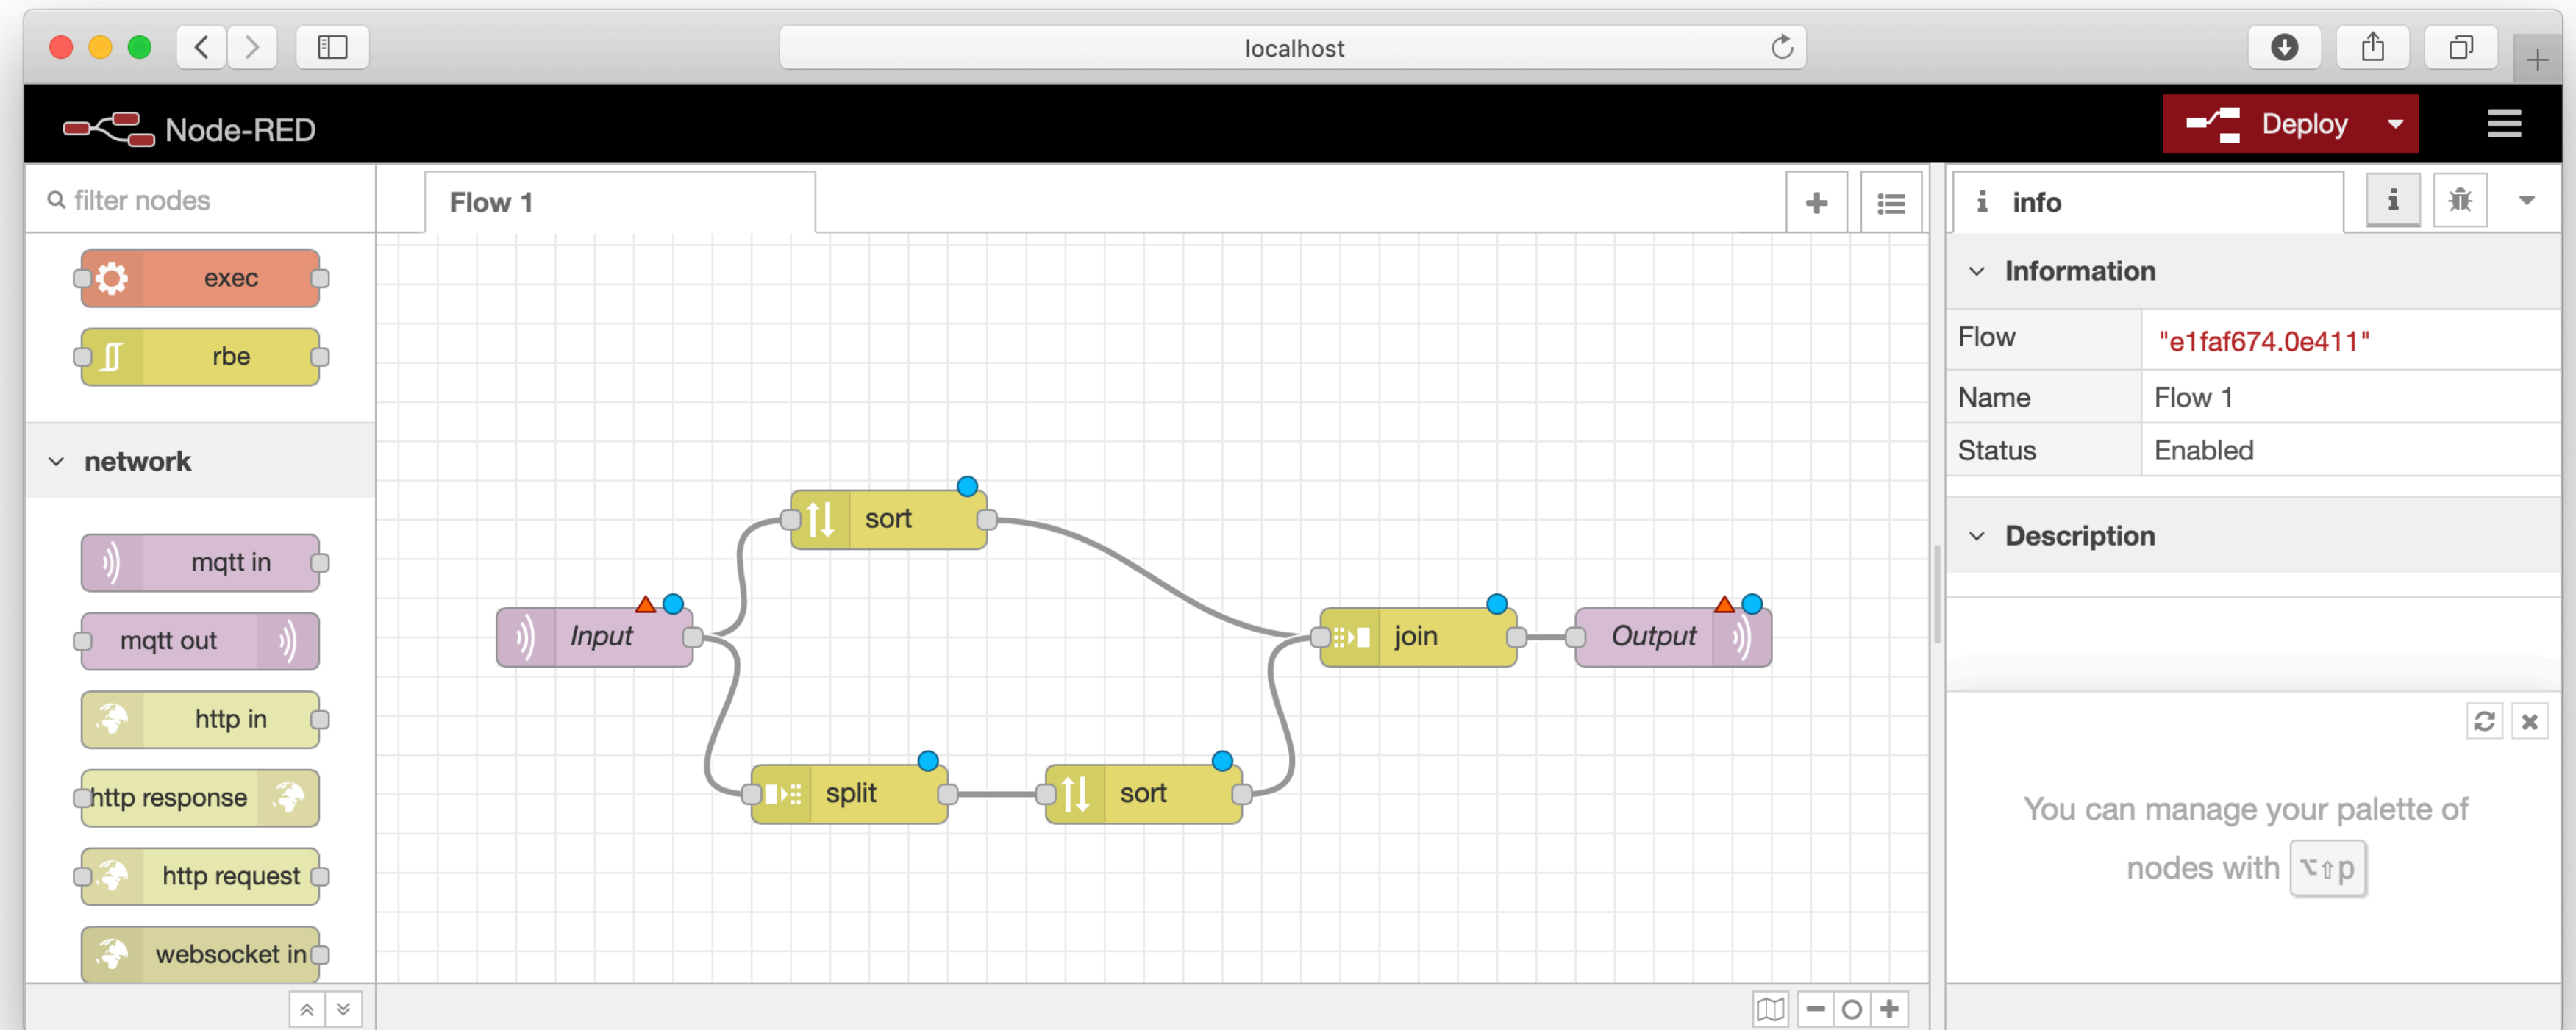 localhost
Node-RED
Deploy
filter nodes
Flow 1
info
exec
rbe
network
mqtt in
mqtt out
http in
http response
http request
websocket in
sort
Input
join
Output
split
sort
Information
Flow "e1faf674.0e411"
Name Flow 1
Status Enabled
Description
You can manage your palette of
nodes with ⌥⇧p